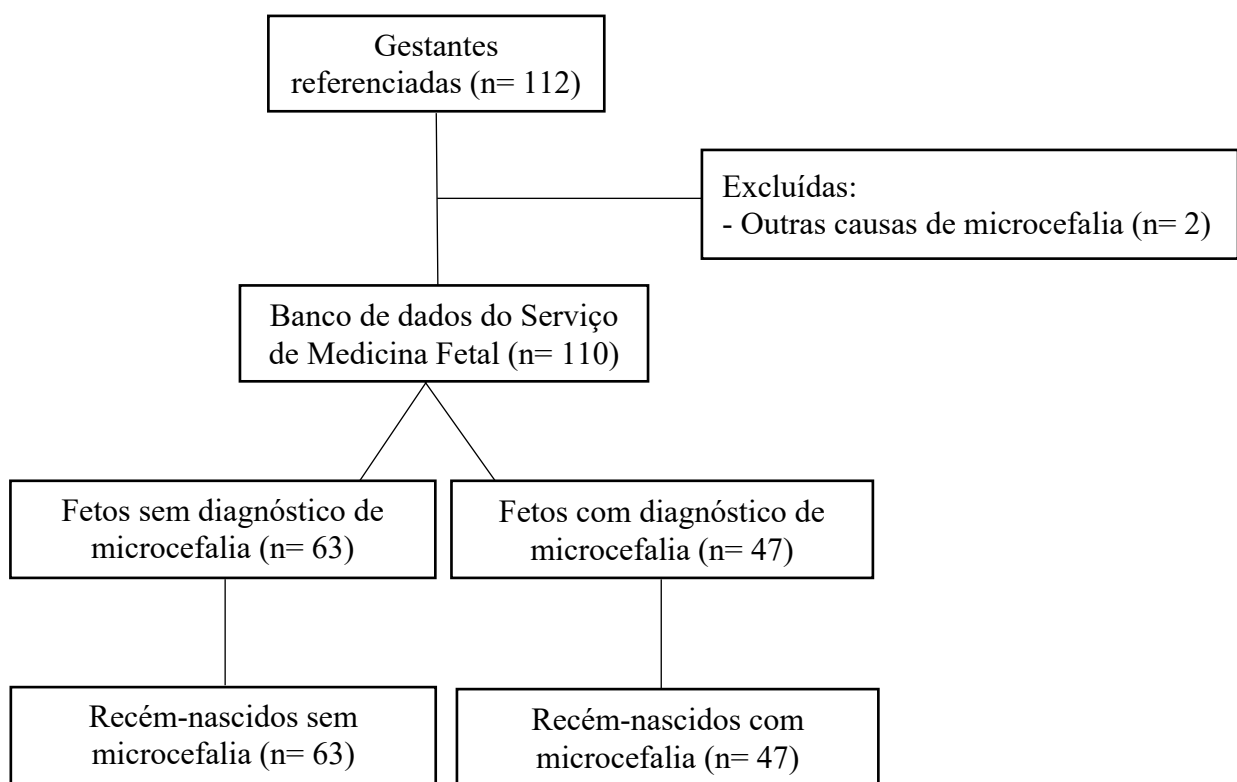 Gestantes
referenciadas (n= 112)
Excluídas:
- Outras causas de microcefalia (n= 2)
Banco de dados do Serviço
de Medicina Fetal (n= 110)
Fetos sem diagnóstico de
microcefalia (n= 63)
Fetos com diagnóstico de
microcefalia (n= 47)
Recém-nascidos sem
microcefalia (n= 63)
Recém-nascidos com
microcefalia (n= 47)